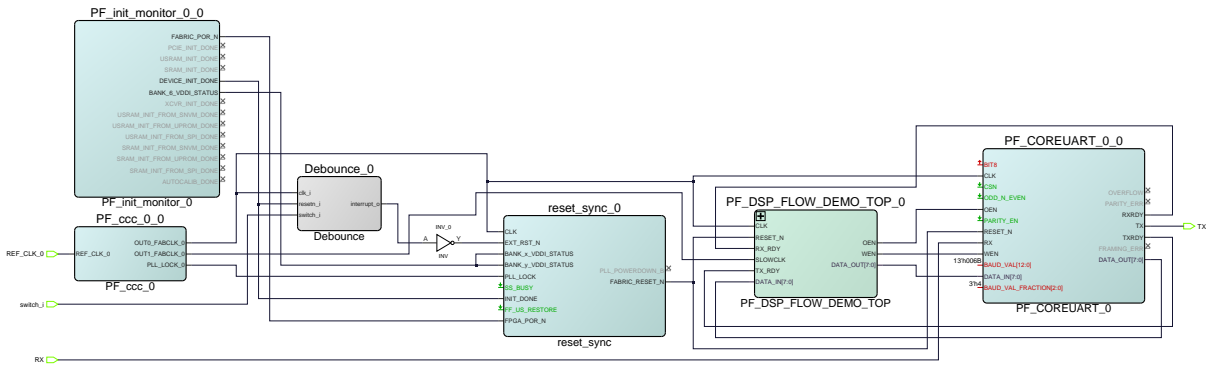 PF_init_monitor_0_0
FABRIC_POR_N
PCIE_INIT_DONE
USRAM_INIT_DONE
SRAM_INIT_DONE
DEVICE_INIT_DONE
BANK_6_VDDI_STATUS
XCVR_INIT_DONE
USRAM_INIT_FROM_SNVM_DONE
USRAM_INIT_FROM_UPROM_DONE
USRAM_INIT_FROM_SPI_DONE
SRAM_INIT_FROM_SNVM_DONE
SRAM_INIT_FROM_UPROM_DONE
SRAM_INIT_FROM_SPI_DONE
AUTOCALIB_DONE
PF_init_monitor_0
PF_ccc_0_0
REF_CLK_0
REF_CLK_0
OUT0_FABCLK_0
OUT1_FABCLK_0
PLL_LOCK_0
PF_ccc_0
switch_i
RX
Debounce_0
clk_i
resetn_i
switch_i
interrupt_o
Debounce
INV_0
A
Y
INV
reset_sync_0
CLK
EXT_RST_N
BANK_x_VDDI_STATUS
BANK_y_VDDI_STATUS
PLL_LOCK
SS_BUSY
INIT_DONE
FF_US_RESTORE
FPGA_POR_N
PLL_POWERDOWN_B
FABRIC_RESET_N
reset_sync
PF_DSP_FLOW_DEMO_TOP_0
CLK
RESET_N
RX_RDY
SLOWCLK
TX_RDY
DATA_IN[7:0]
OEN
WEN
DATA_OUT[7:0]
PF_DSP_FLOW_DEMO_TOP
PF_COREUART_0_0
BIT8
CLK
CSN
ODD_N_EVEN
OEN
PARITY_EN
RESET_N
RX
WEN
13'h006B
BAUD_VAL[12:0]
DATA_IN[7:0]
3'h4
BAUD_VAL_FRACTION[2:0]
OVERFLOW
PARITY_ERR
RXRDY
TX
TXRDY
FRAMING_ERR
DATA_OUT[7:0]
PF_COREUART_0
TX